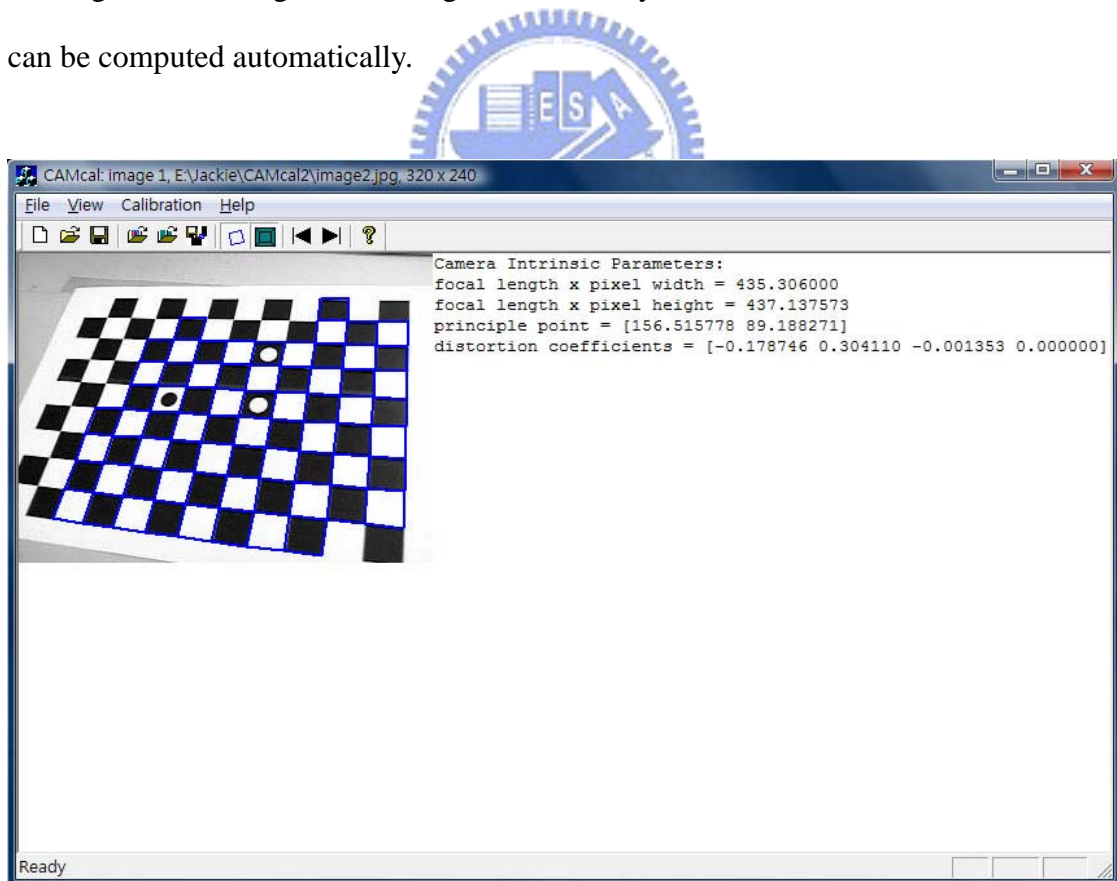 can be computed automatically.
ESA
CAMcal: image 1, E:\Jackie\CAMcal2\image2.jpg, 320 x 240
File View Calibration Help
Camera Intrinsic Parameters:
focal length x pixel width = 435.306000
focal length x pixel height = 437.137573
principle point = [156.515778 89.188271]
distortion coefficients = [-0.178746 0.304110 -0.001353 0.000000]
Ready